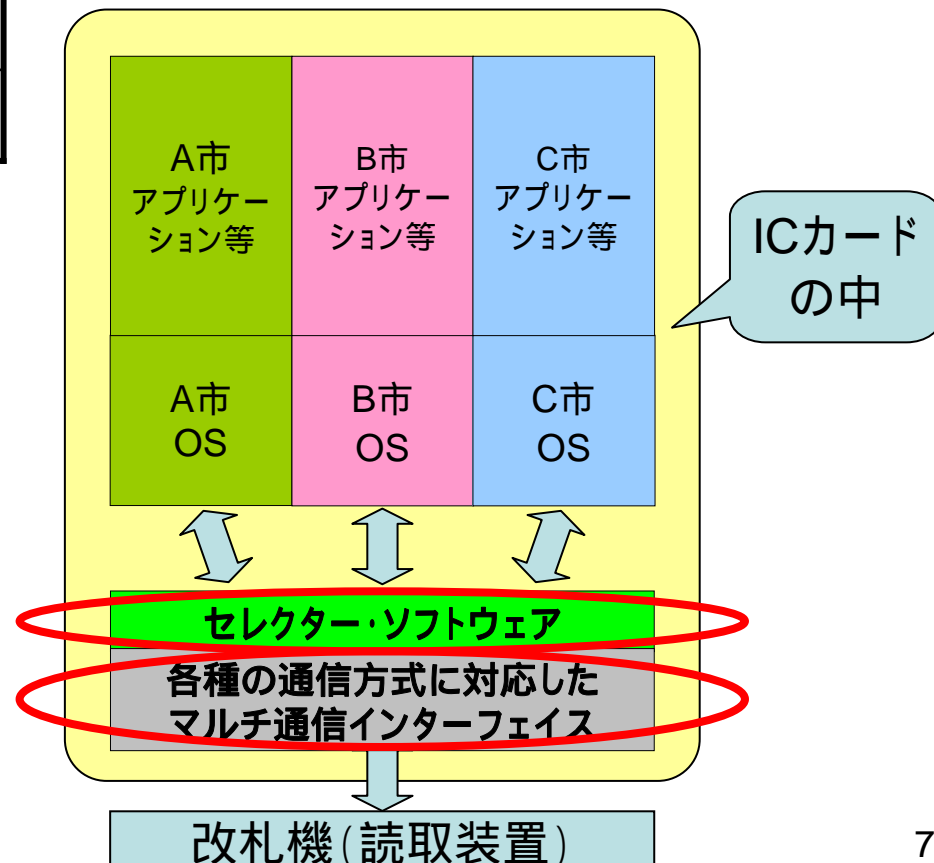 A市
アプリケー
ション等
B市
アプリケー
ション等
C市
アプリケー
ション等
ICカード
の中
A市
OS
B市
OS
C市
OS
セレクター・ソフトウェア
各種の通信方式に対応した
マルチ通信インターフェイス
改札機(読取装置)
7